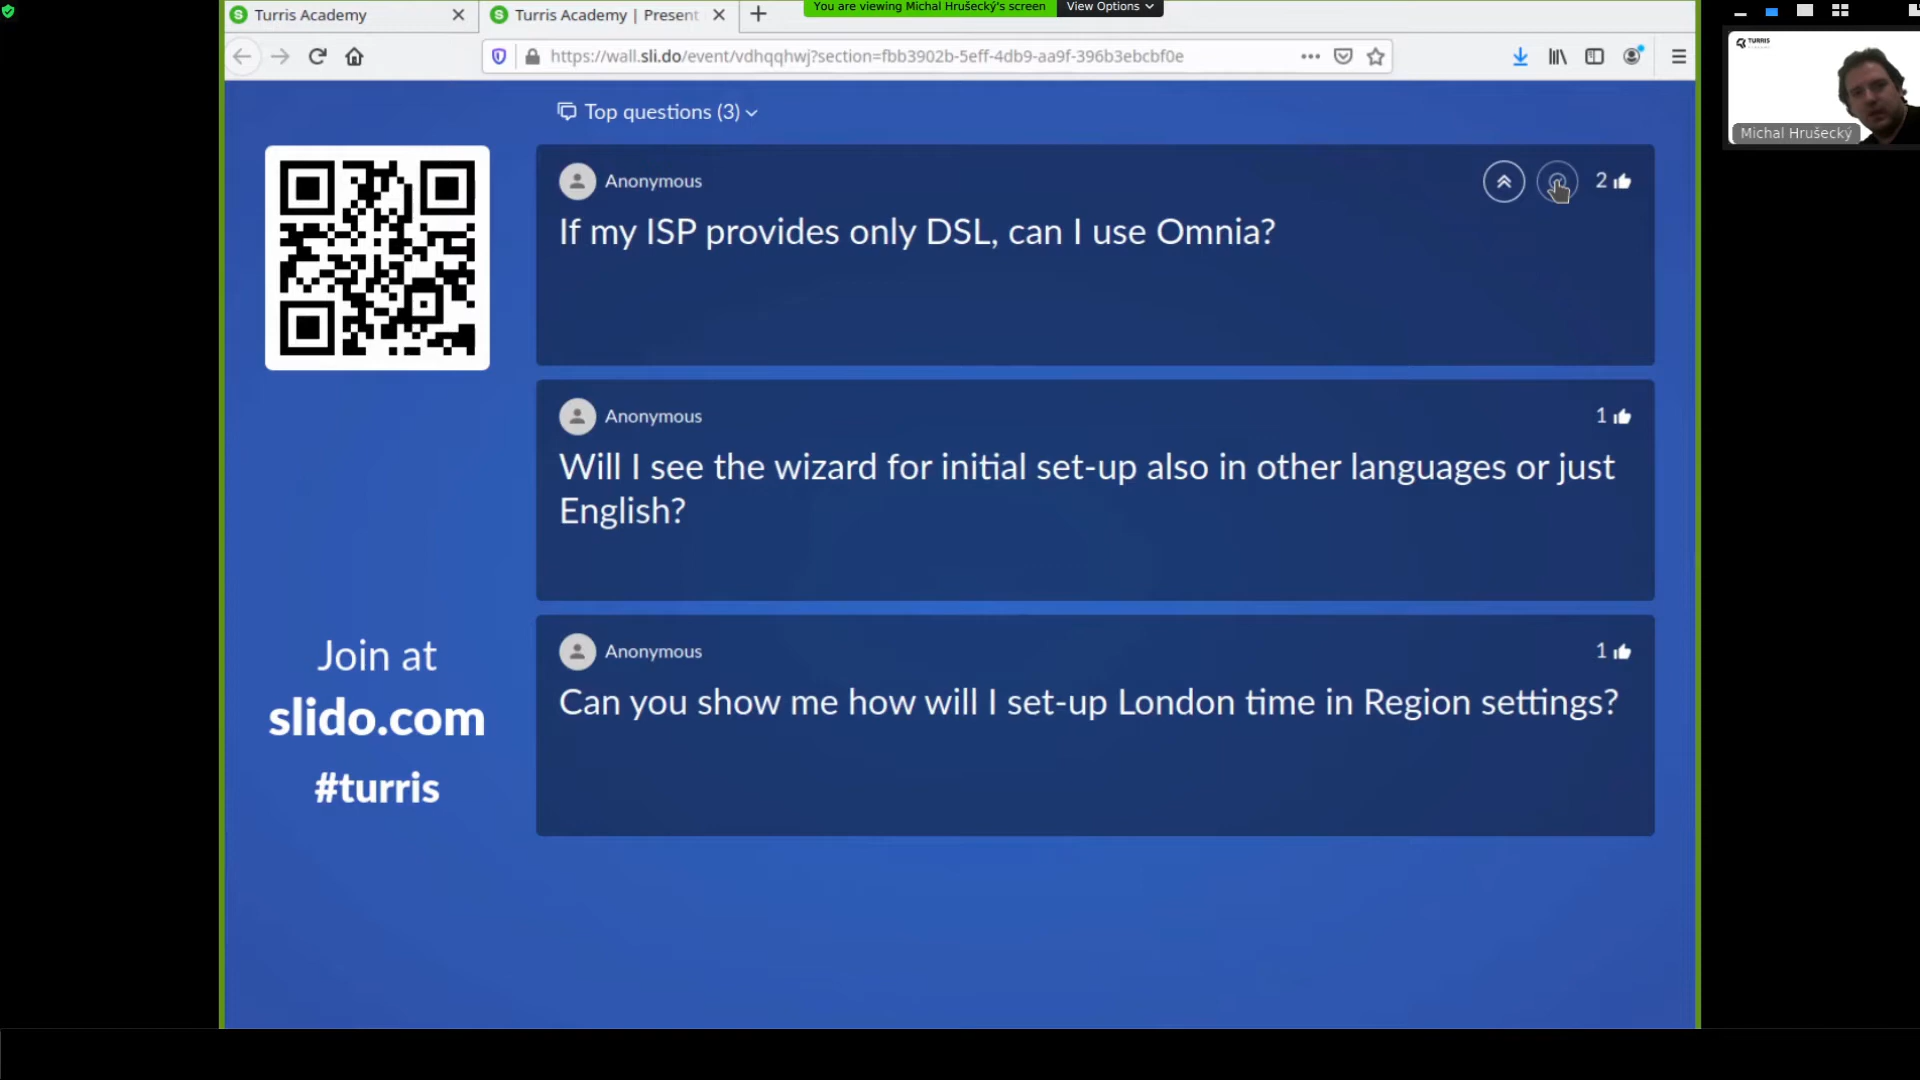 Turris Academy
Turris Academy | Present
You are viewing Michal Hrušecký's screen
View Options
https://wall.sli.do/event/vdhqqhwj?section=fbb3902b-5eff-4db9-aa9f-396b3ebcbf0e
TURRIS
Michal Hrušecký
Top questions (3)
Anonymous
2
If my ISP provides only DSL, can I use Omnia?
Anonymous
1
Will I see the wizard for initial set-up also in other languages or just
English?
Anonymous
1
Can you show me how will I set-up London time in Region settings?
Join at
slido.com
#turris